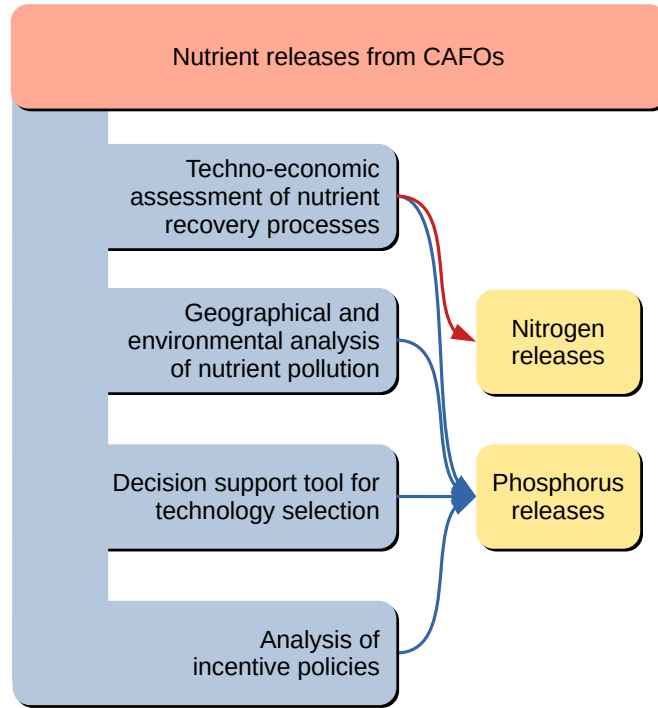 Nutrient releases from CAFOs
Techno-economic
assessment of nutrient
recovery processes
Geographical and
environmental analysis
of nutrient pollution
Nitrogen
releases
Decision support tool for
technology selection
Phosphorus
releases
Analysis of
incentive policies